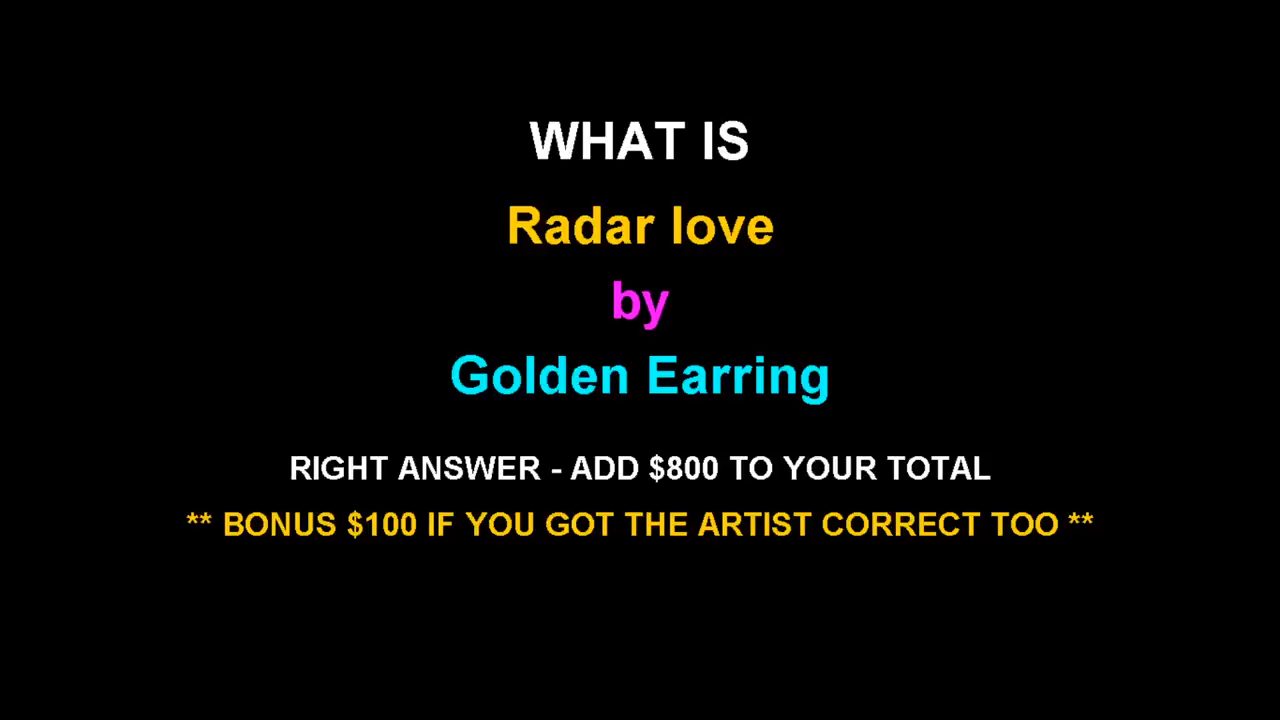 WHAT IS
Radar love
by
Golden Earring
RIGHT ANSWER - ADD $800 TO YOUR TOTAL
** BONUS $100 IF YOU GOT THE ARTIST CORRECT TOO **